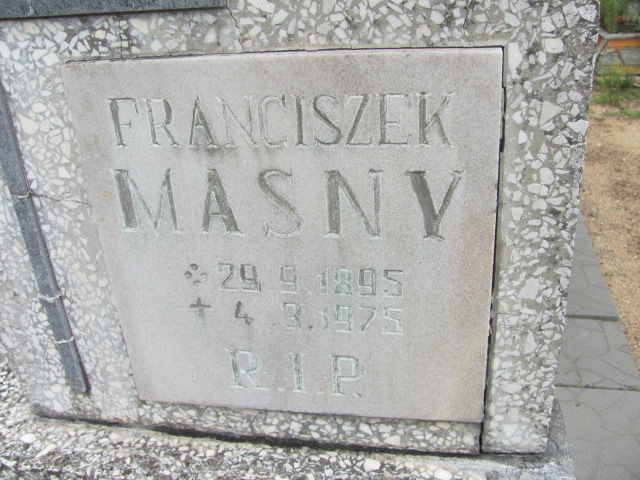 FRANCISZEK
MASNY
* 29.9.1895
† 4.3.1975
R.I.P.